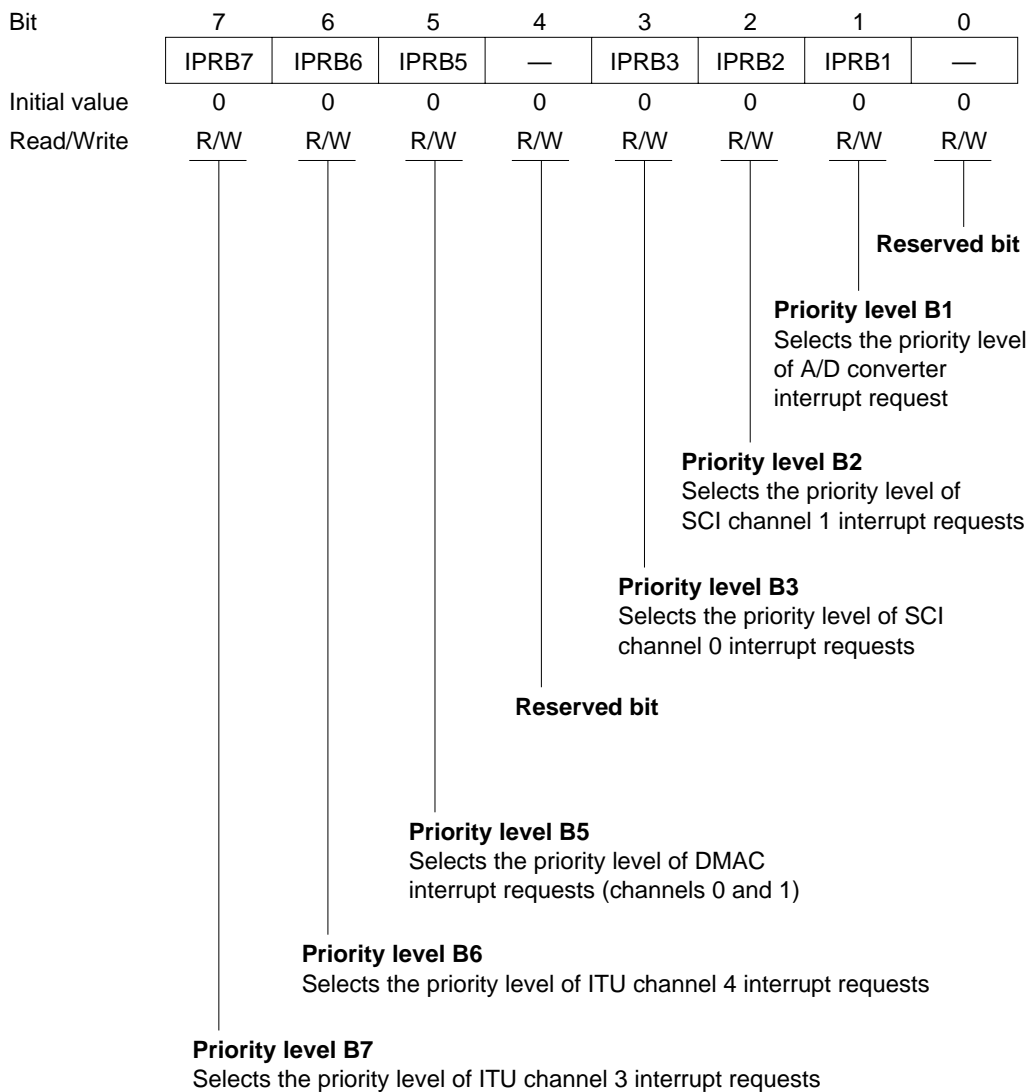 Bit 7 6 5 4 3 2 1 0
IPRB7 IPRB6 IPRB5 — IPRB3 IPRB2 IPRB1 —
Initial value 0 0 0 0 0 0 0 0
Read/Write R/W R/W R/W R/W R/W R/W R/W R/W
Reserved bit
Priority level B1
Selects the priority level
of A/D converter
interrupt request
Priority level B2
Selects the priority level of
SCI channel 1 interrupt requests
Priority level B3
Selects the priority level of SCI
channel 0 interrupt requests
Reserved bit
Priority level B5
Selects the priority level of DMAC
interrupt requests (channels 0 and 1)
Priority level B6
Selects the priority level of ITU channel 4 interrupt requests
Priority level B7
Selects the priority level of ITU channel 3 interrupt requests